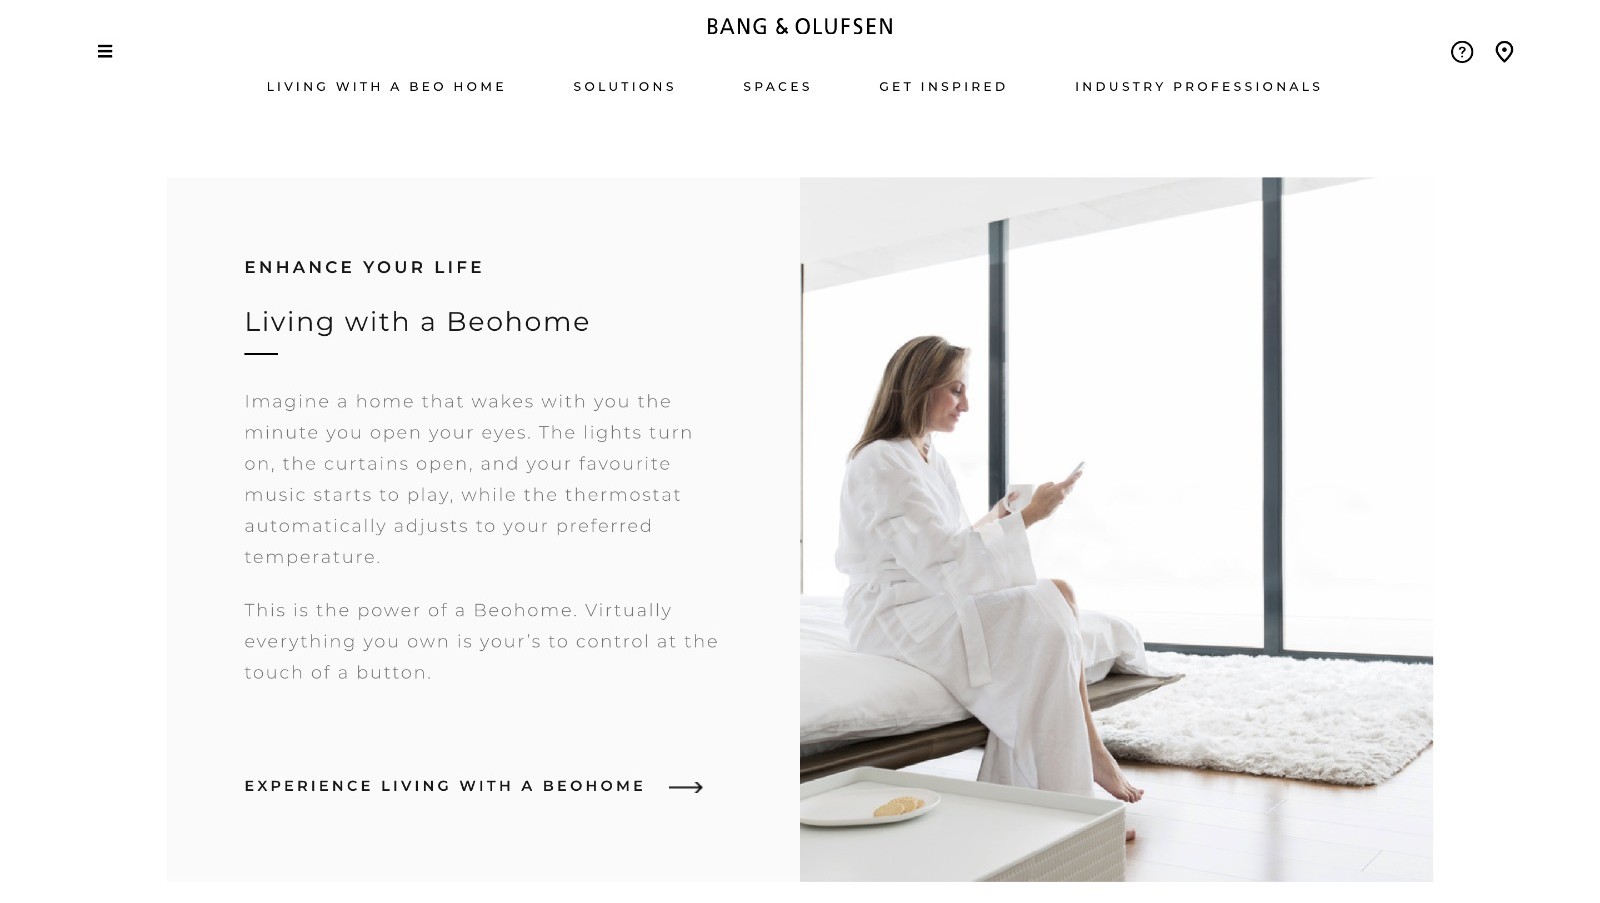 BANG & OLUFSEN
LIVING WITH A BEO HOME
SOLUTIONS
SPACES
GET INSPIRED
INDUSTRY PROFESSIONALS
ENHANCE YOUR LIFE
Living with a Beohome
Imagine a home that wakes with you the
minute you open your eyes. The lights turn
on, the curtains open, and your favourite
music starts to play, while the thermostat
automatically adjusts to your preferred
temperature.
This is the power of a Beohome. Virtually
everything you own is your’s to control at the
touch of a button.
EXPERIENCE LIVING WITH A BEOHOME